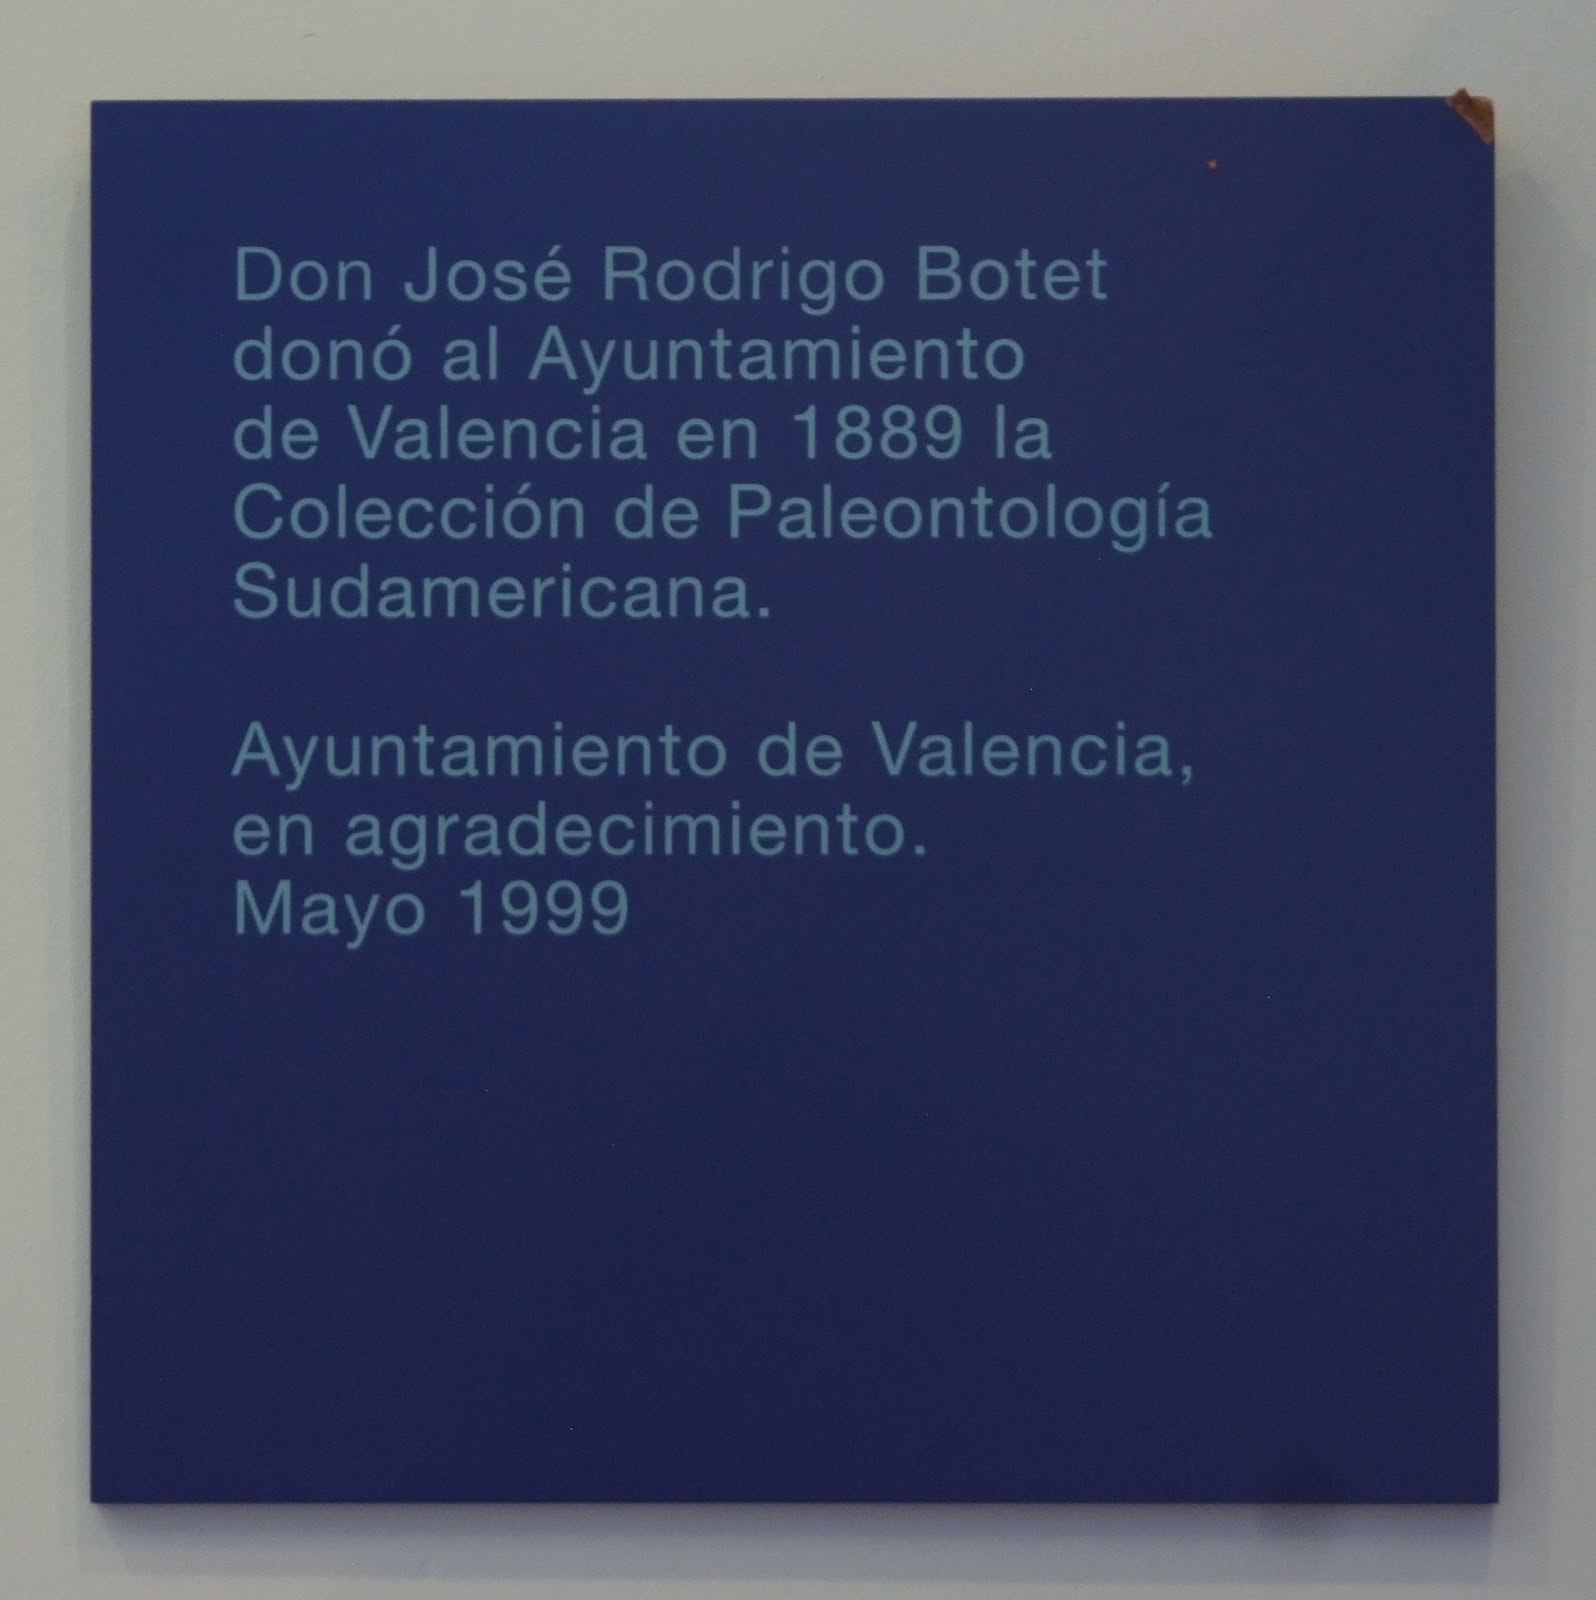 Don José Rodrigo Botet
donó al Ayuntamiento
de Valencia en 1889 la
Colección de Paleontología
Sudamericana.
Ayuntamiento de Valencia,
en agradecimiento.
Mayo 1999